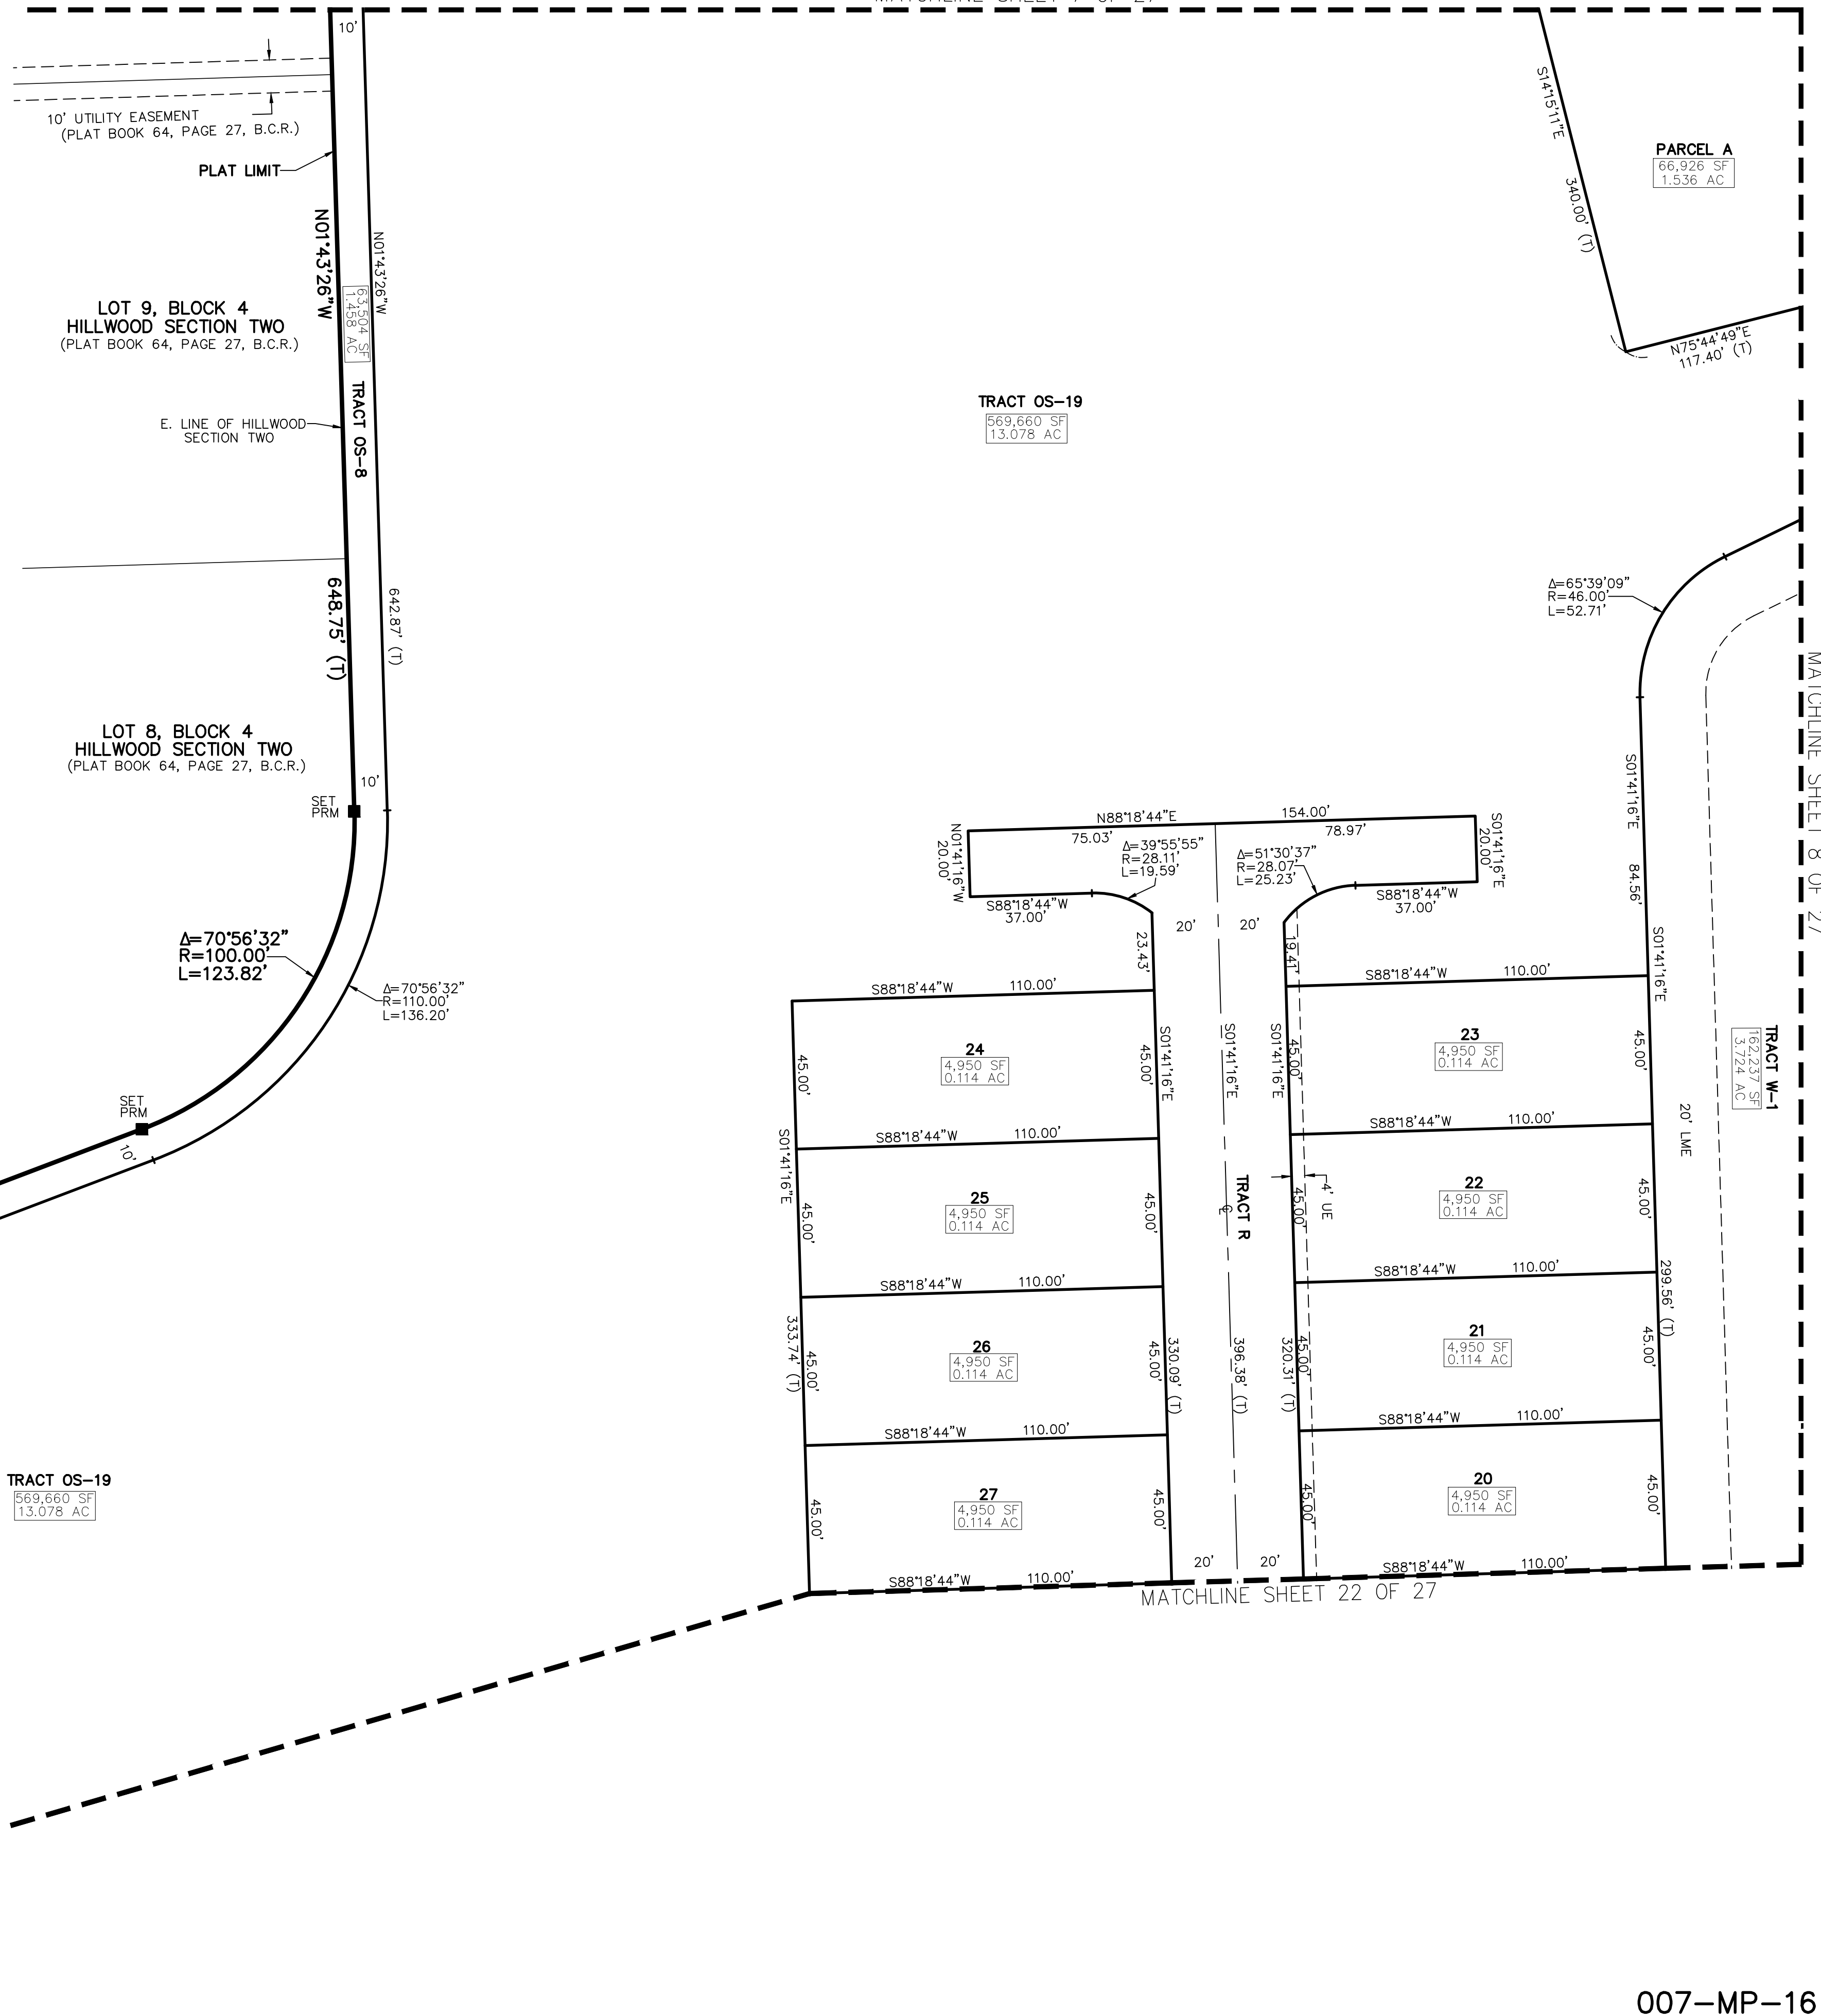 10'
10' UTILITY EASEMENT
(PLAT BOOK 64, PAGE 27, B.C.R.)
PLAT LIMIT
N01°43'26"W
N01°43'26"W
63,504 SF
1.458 AC
TRACT OS-8
LOT 9, BLOCK 4
HILLWOOD SECTION TWO
(PLAT BOOK 64, PAGE 27, B.C.R.)
E. LINE OF HILLWOOD
SECTION TWO
648.75' (T)
642.87' (T)
LOT 8, BLOCK 4
HILLWOOD SECTION TWO
(PLAT BOOK 64, PAGE 27, B.C.R.)
10'
SET
PRM
Δ=70°56'32"
R=100.00'
L=123.82'
Δ=70°56'32"
R=110.00'
L=136.20'
SET
PRM
10'
TRACT OS-19
569,660 SF
13.078 AC
S14°15'11"E
340.00' (T)
PARCEL A
66,926 SF
1.536 AC
N75°44'49"E
117.40' (T)
TRACT OS-19
569,660 SF
13.078 AC
Δ=65°39'09"
R=46.00'
L=52.71'
MATCHLINE SHEET 8 OF 27
S01°41'16"E
84.56'
N88°18'44"E
154.00'
75.03'
78.97'
N01°41'16"W
20.00'
S01°41'16"E
20.00'
Δ=39°55'55"
R=28.11'
L=19.59'
Δ=51°30'37"
R=28.07'
L=25.23'
S88°18'44"W
37.00'
S88°18'44"W
37.00'
20'
20'
23.43'
19.41'
S88°18'44"W 110.00'
S88°18'44"W 110.00'
S01°41'16"E
24
4,950 SF
0.114 AC
45.00'
45.00'
S01°41'16"E
S01°41'16"E
S01°41'16"E
45.00'
23
4,950 SF
0.114 AC
45.00'
TRACT W-1
162,237 SF
3.724 AC
20' LME
S88°18'44"W 110.00'
S88°18'44"W 110.00'
S01°41'16"E
25
4,950 SF
0.114 AC
45.00'
45.00'
TRACT R
℄
4' UE
45.00'
22
4,950 SF
0.114 AC
45.00'
S88°18'44"W 110.00'
S88°18'44"W 110.00'
299.56' (T)
333.74' (T)
45.00'
26
4,950 SF
0.114 AC
45.00'
330.09' (T)
396.38' (T)
320.31' (T)
45.00'
21
4,950 SF
0.114 AC
45.00'
S88°18'44"W 110.00'
S88°18'44"W 110.00'
45.00'
27
4,950 SF
0.114 AC
45.00'
45.00'
20
4,950 SF
0.114 AC
45.00'
20'
20'
S88°18'44"W 110.00'
S88°18'44"W 110.00'
MATCHLINE SHEET 22 OF 27
007-MP-16